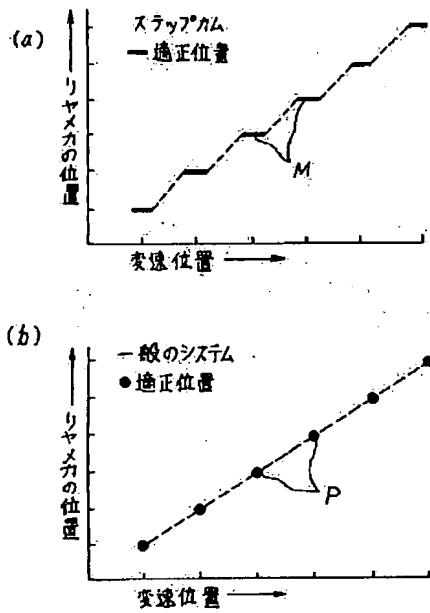 (a)
ステップカム
━ 適正位置
リヤメカの位置 →
M
変速位置 →
(b)
一般のシステム
● 適正位置
リヤメカの位置 →
P
変速位置 →